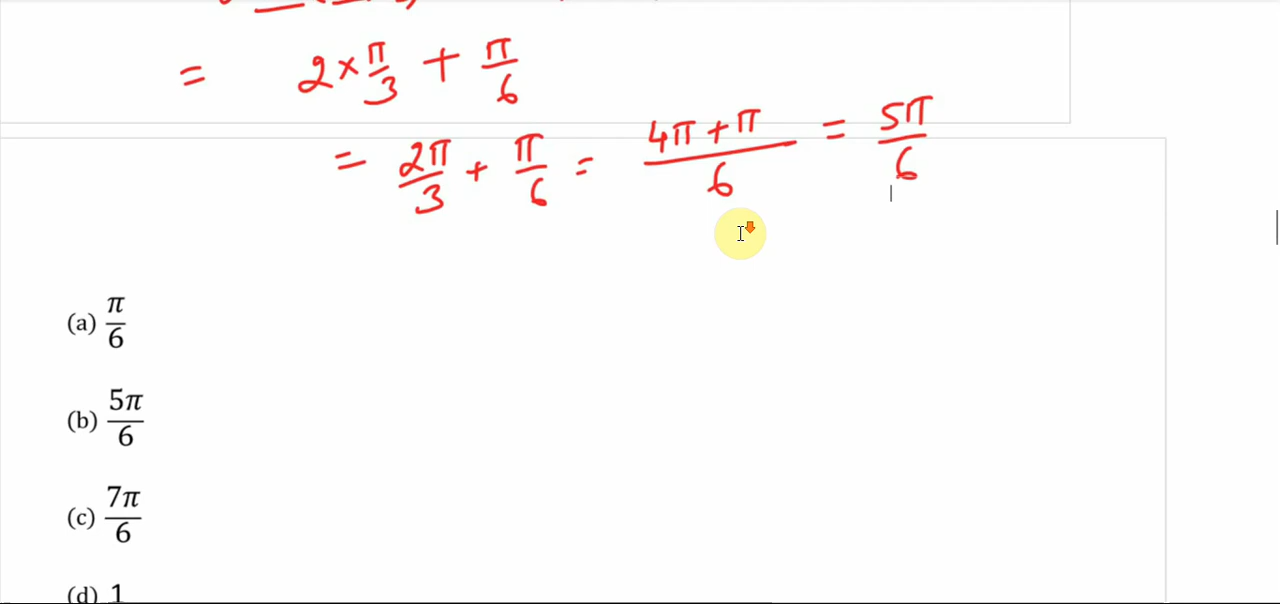 = 2 × π/3 + π/6
= 2π/3 + π/6 = (4π + π)/6 = 5π/6
(a) π/6
(b) 5π/6
(c) 7π/6
(d) 1